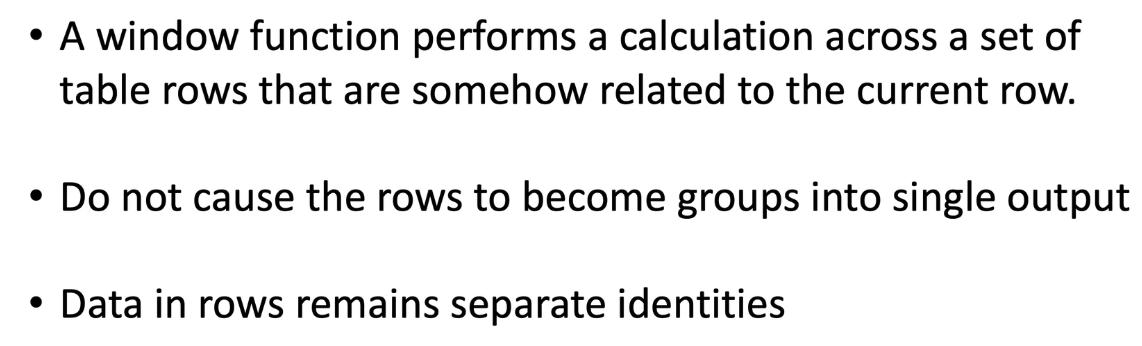 • A window function performs a calculation across a set of
table rows that are somehow related to the current row.
• Do not cause the rows to become groups into single output
• Data in rows remains separate identities